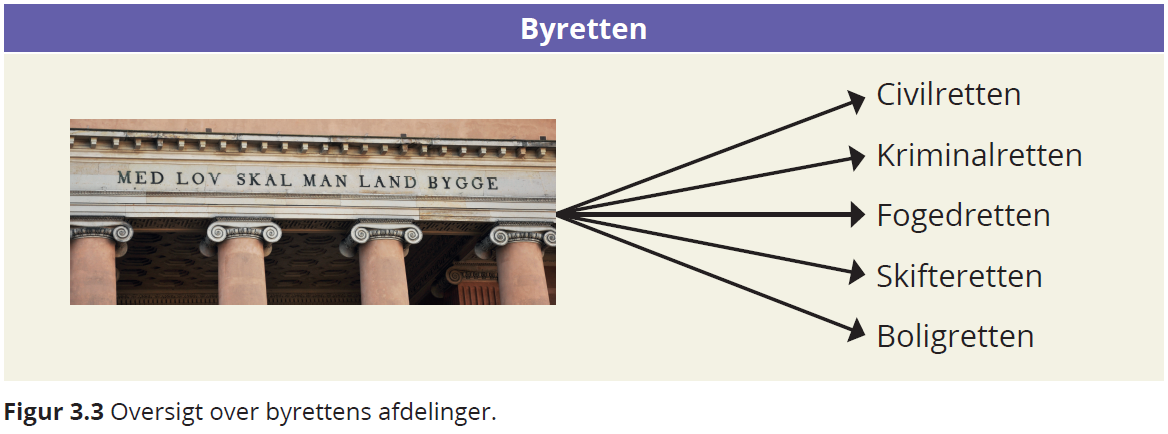 Byretten
MED LOV SKAL MAN LAND BYGGE
Civilretten
Kriminalretten
Fogedretten
Skifteretten
Boligretten
Figur 3.3 Oversigt over byrettens afdelinger.